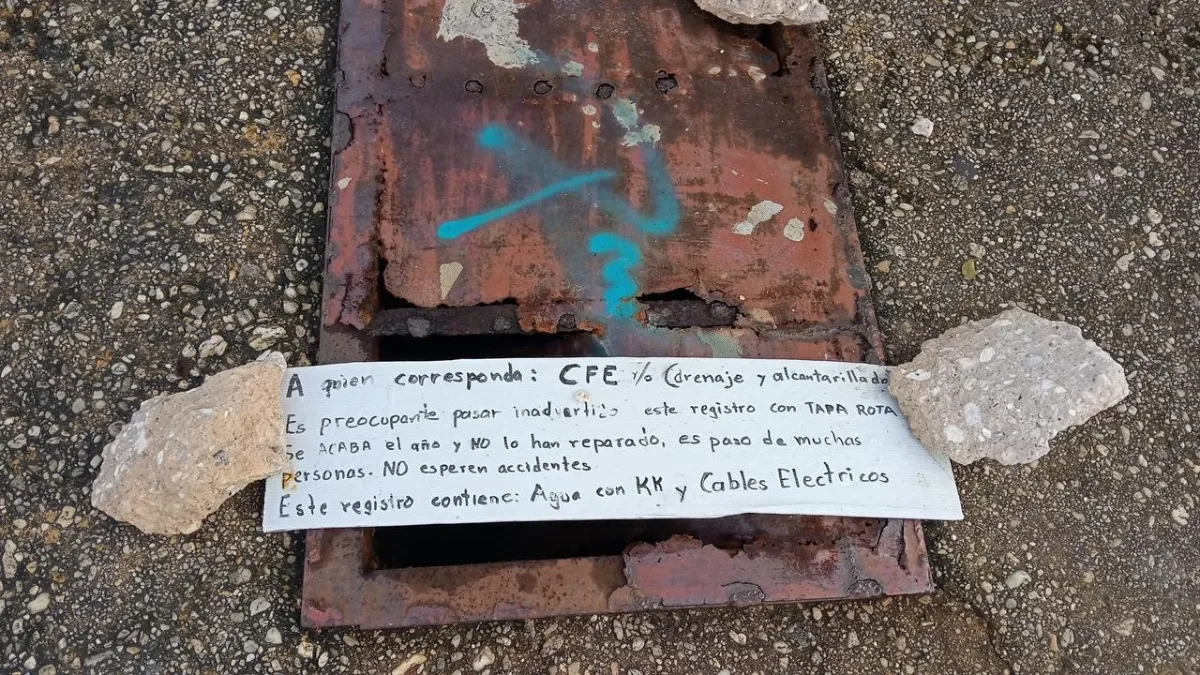 A quien corresponda: CFE y/o (drenaje y alcantarillado
Es preocupante pasar inadvertido este registro con TAPA ROTA
Se ACABA el año y NO lo han reparado, es paso de muchas
personas. NO esperen accidentes
Este registro contiene: Agua con KK y Cables Electricos